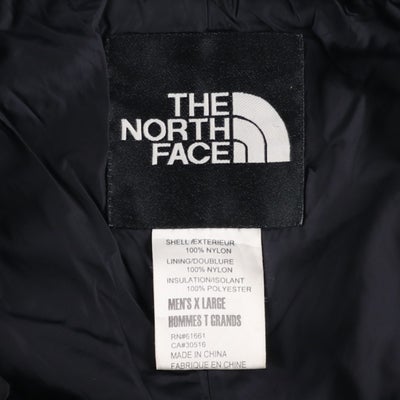 THE
NORTH
FACE
SHELL/EXTERIEUR
100% NYLON
LINING/DOUBLURE
100% NYLON
INSULATION/ISOLANT
100% POLYESTER
MEN'S X LARGE
HOMMES T GRANDS
RN#61661
CA#30516
MADE IN CHINA
FABRIQUE EN CHINE